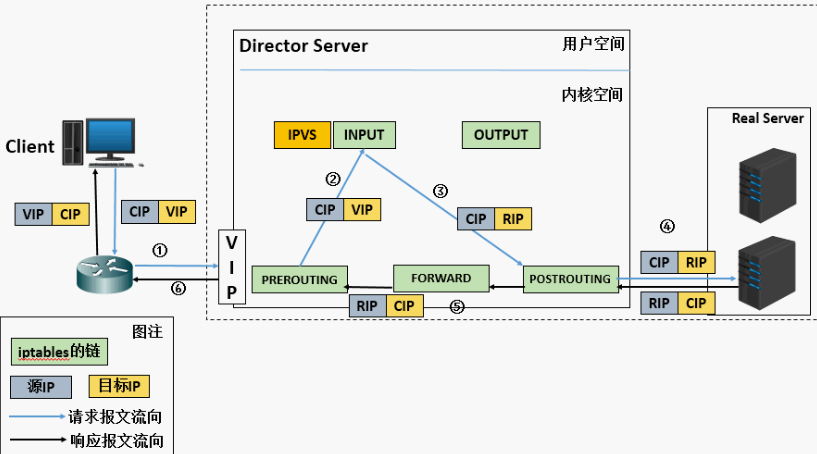 Director Server
用户空间
内核空间
Real Server
IPVS
INPUT
OUTPUT
Client
②
③
VIP CIP
CIP VIP
CIP VIP
CIP RIP
④
①
VIP
CIP RIP
PREROUTING
FORWARD
POSTROUTING
⑥
RIP CIP
⑤
RIP CIP
图注
iptables的链
源IP
目标IP
请求报文流向
响应报文流向